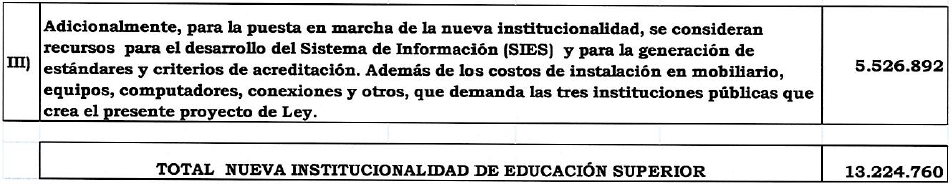 Adicionalmente, para la puesta en marcha de la nueva institucionalidad, se consideran
recursos para el desarrollo del Sistema de Información (SIES) y para la generación de
III) estándares y criterios de acreditación. Además de los costos de instalación en mobiliario, 5.526.892
equipos, computadores, conexiones y otros, que demanda las tres instituciones públicas que
crea el presente proyecto de Ley.
TOTAL NUEVA INSTITUCIONALIDAD DE EDUCACIÓN SUPERIOR 13.224.760